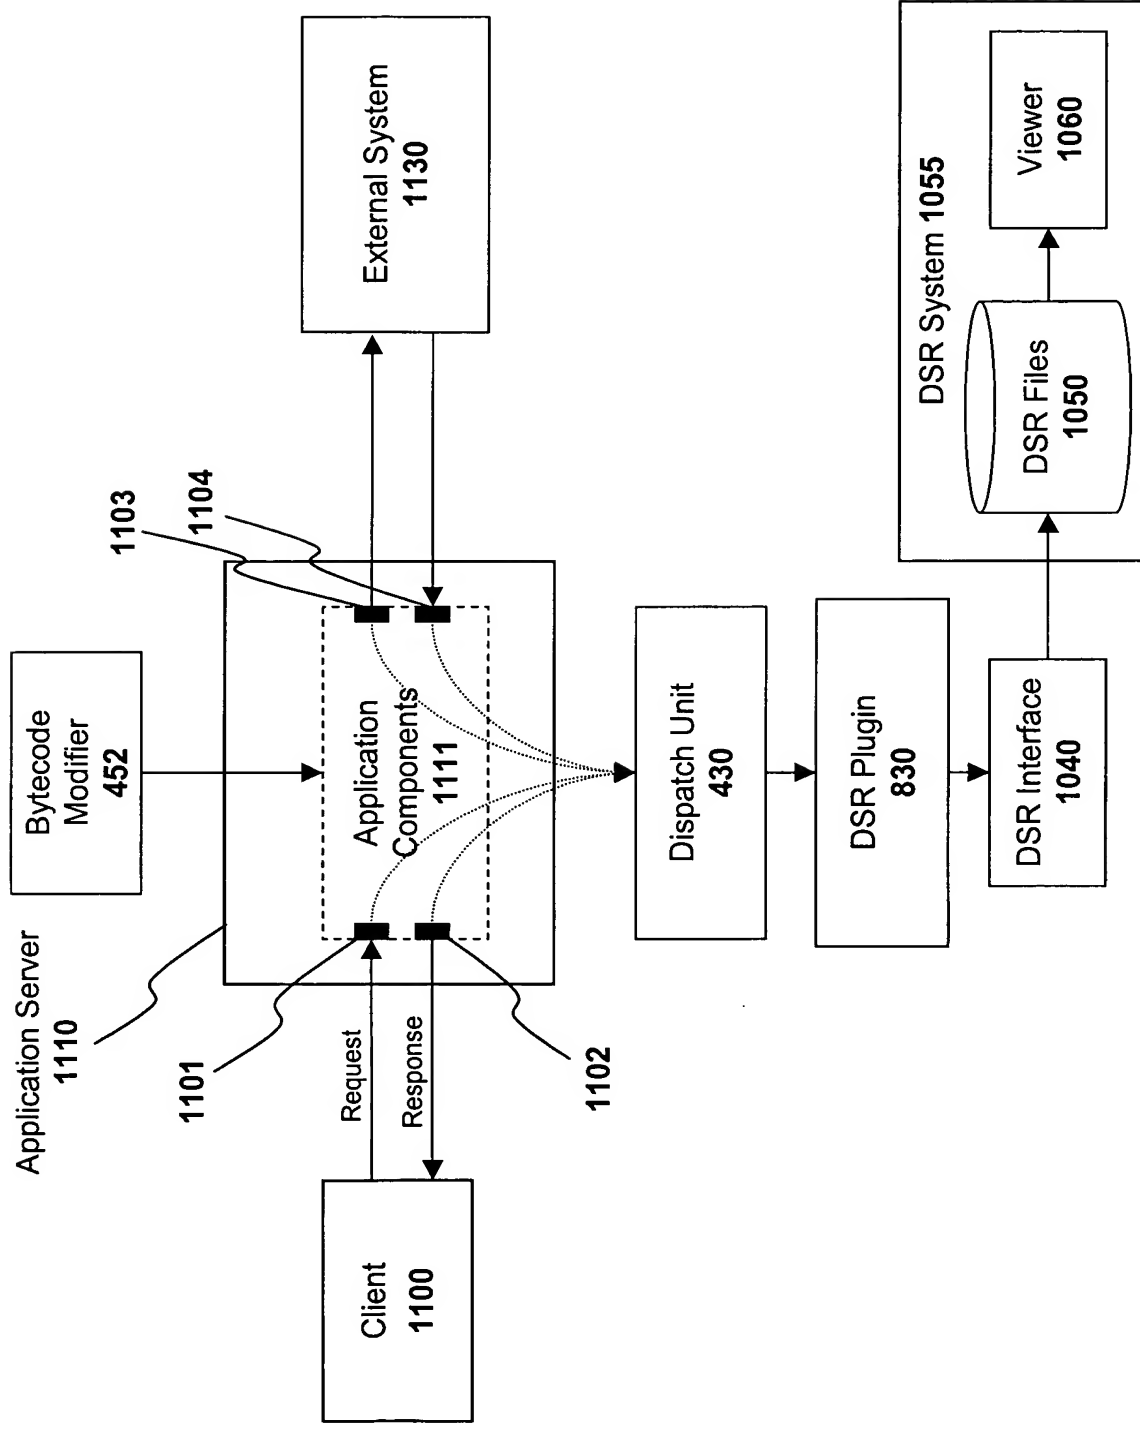 Bytecode
Modifier
452
Application Server
1110
1103
1104
External System
1130
Application
Components
1111
1101
Request
Response
1102
Client
1100
Dispatch Unit
430
DSR Plugin
830
DSR Interface
1040
DSR System 1055
DSR Files
1050
Viewer
1060